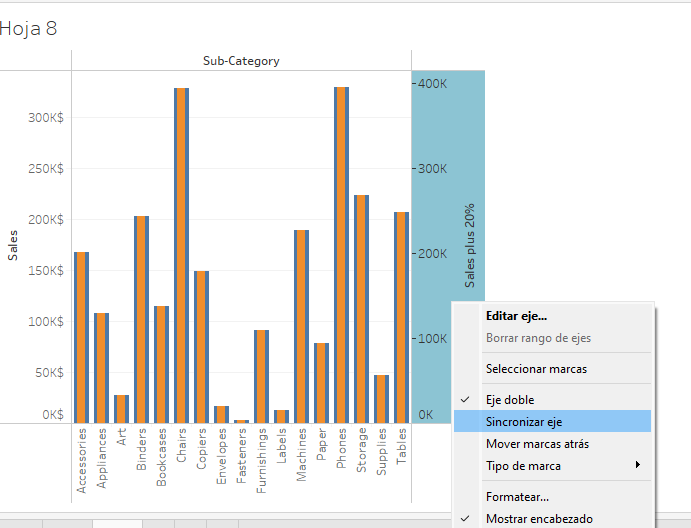 Hoja 8
Sub-Category
Sales
300K$
250K$
200K$
150K$
100K$
50K$
0K$
400K
300K
200K
100K
0K
Sales plus 20%
Accessories
Appliances
Art
Binders
Bookcases
Chairs
Copiers
Envelopes
Fasteners
Furnishings
Labels
Machines
Paper
Phones
Storage
Supplies
Tables
Editar eje...
Borrar rango de ejes
Seleccionar marcas
Eje doble
Sincronizar eje
Mover marcas atrás
Tipo de marca
Formatear...
Mostrar encabezado